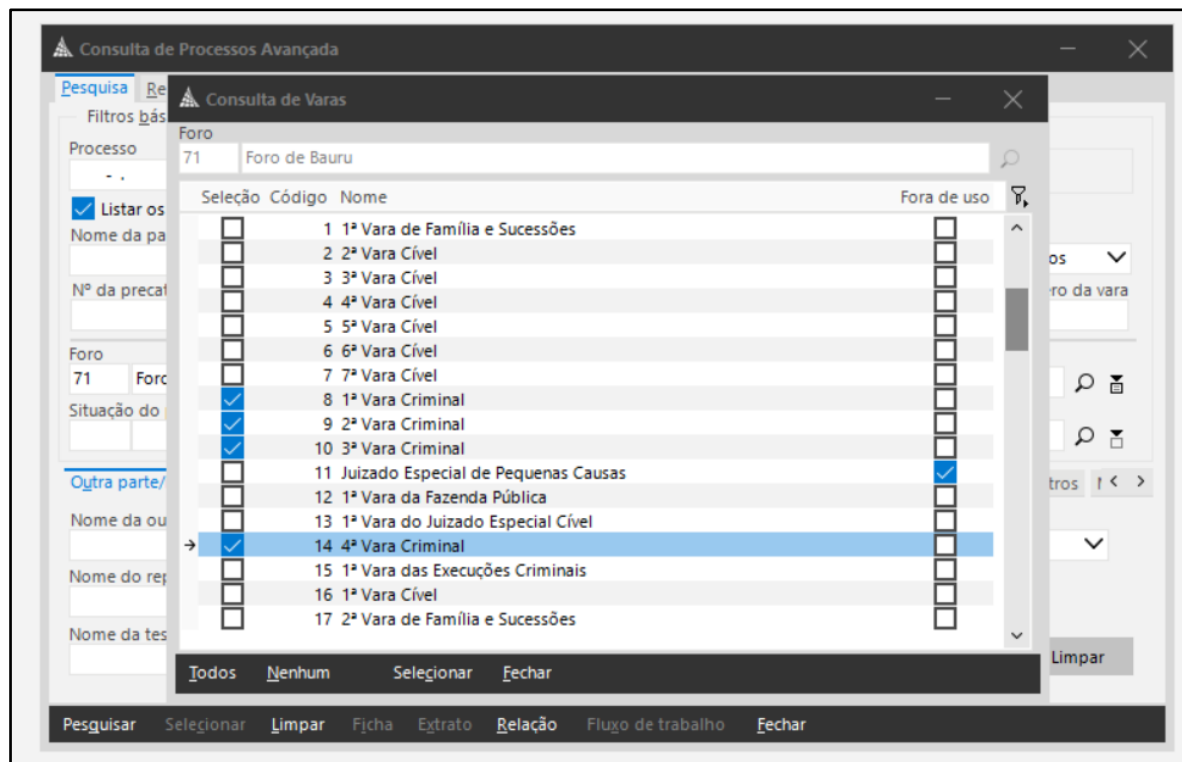 Consulta de Processos Avançada
Pesquisa Re
Consulta de Varas
Filtros bás
Foro
Processo
71 Foro de Bauru
- .
Seleção Código Nome Fora de uso
Listar os
1 1ª Vara de Família e Sucessões
Nome da pa
2 2ª Vara Cível
os
3 3ª Vara Cível
Nº da precat
ro da vara
4 4ª Vara Cível
5 5ª Vara Cível
6 6ª Vara Cível
Foro
7 7ª Vara Cível
71 Foro
8 1ª Vara Criminal
Situação do
9 2ª Vara Criminal
10 3ª Vara Criminal
11 Juizado Especial de Pequenas Causas
Outra parte/
tros
12 1ª Vara da Fazenda Pública
13 1ª Vara do Juizado Especial Cível
Nome da ou
14 4ª Vara Criminal
15 1ª Vara das Execuções Criminais
Nome do rep
16 1ª Vara Cível
17 2ª Vara de Família e Sucessões
Nome da tes
Limpar
Todos Nenhum Selecionar Fechar
Pesquisar Selecionar Limpar Ficha Extrato Relação Fluxo de trabalho Fechar